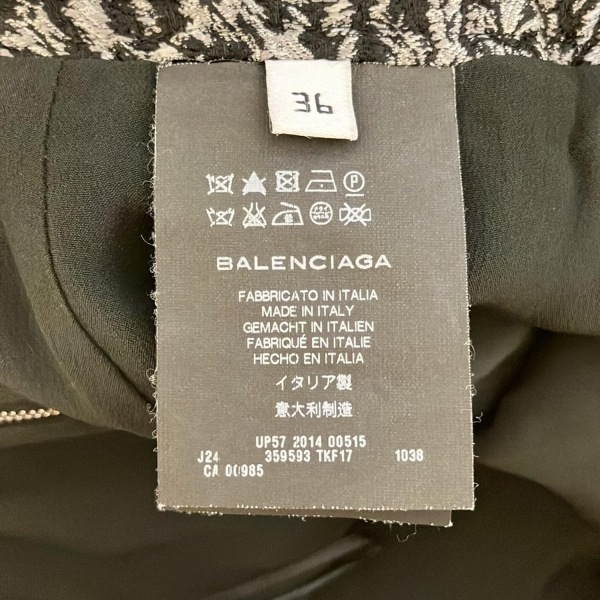 36
P
BALENCIAGA
FABBRICATO IN ITALIA
MADE IN ITALY
GEMACHT IN ITALIEN
FABRIQUÉ EN ITALIE
HECHO EN ITALIA
イタリア製
意大利制造
UP57 2014 00515
J24 359593 TKF17 1038
CA 00985